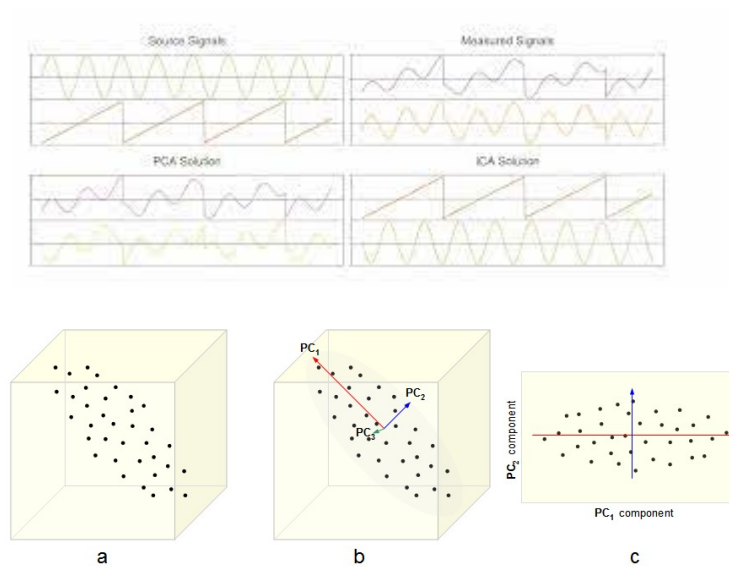 Source Signals
Measured Signals
PCA Solution
ICA Solution
PC1
PC2
PC3
PC2 component
PC1 component
a
b
c